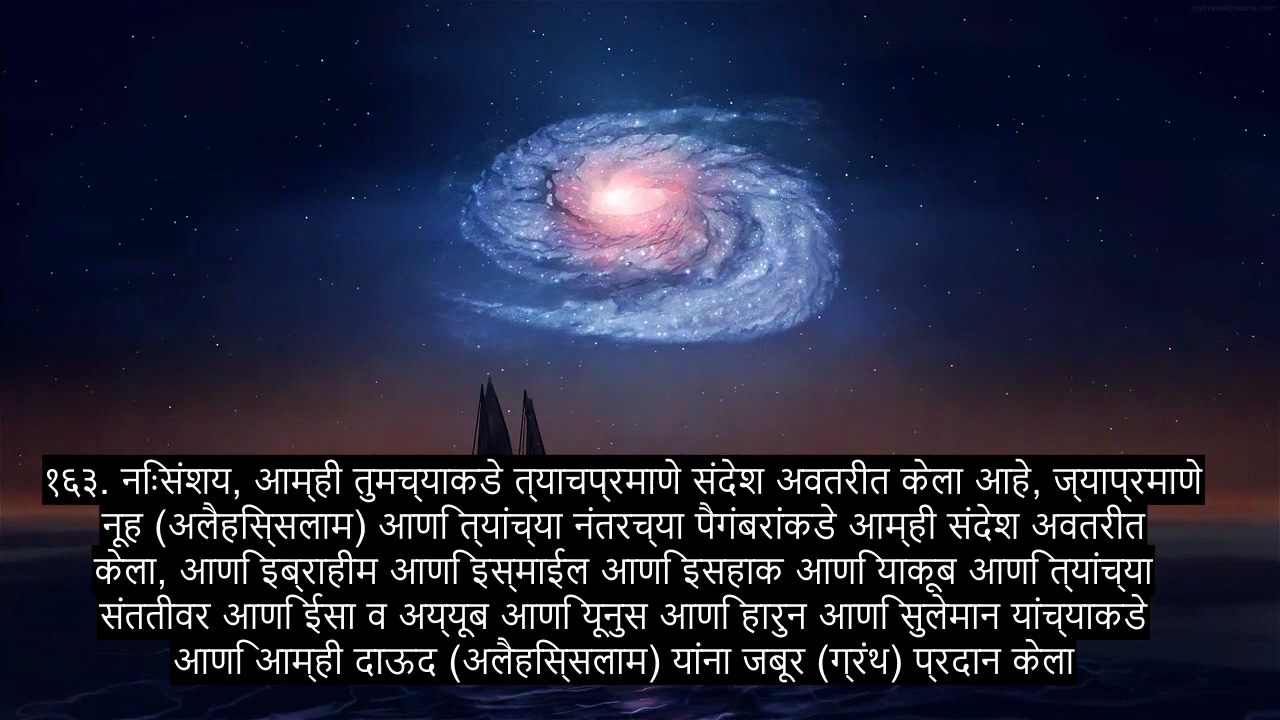 १६३. निःसंशय, आम्ही तुमच्याकडे त्याचप्रमाणे संदेश अवतरीत केला आहे, ज्याप्रमाणे
नूह (अलैहिस्सलाम) आणि त्यांच्या नंतरच्या पैगंबरांकडे आम्ही संदेश अवतरीत
केला, आणि इब्राहीम आणि इस्माईल आणि इसहाक आणि याकूब आणि त्यांच्या
संततीवर आणि ईसा व अय्यूब आणि यूनुस आणि हारुन आणि सुलेमान यांच्याकडे
आणि आम्ही दाऊद (अलैहिस्सलाम) यांना जबूर (ग्रंथ) प्रदान केला